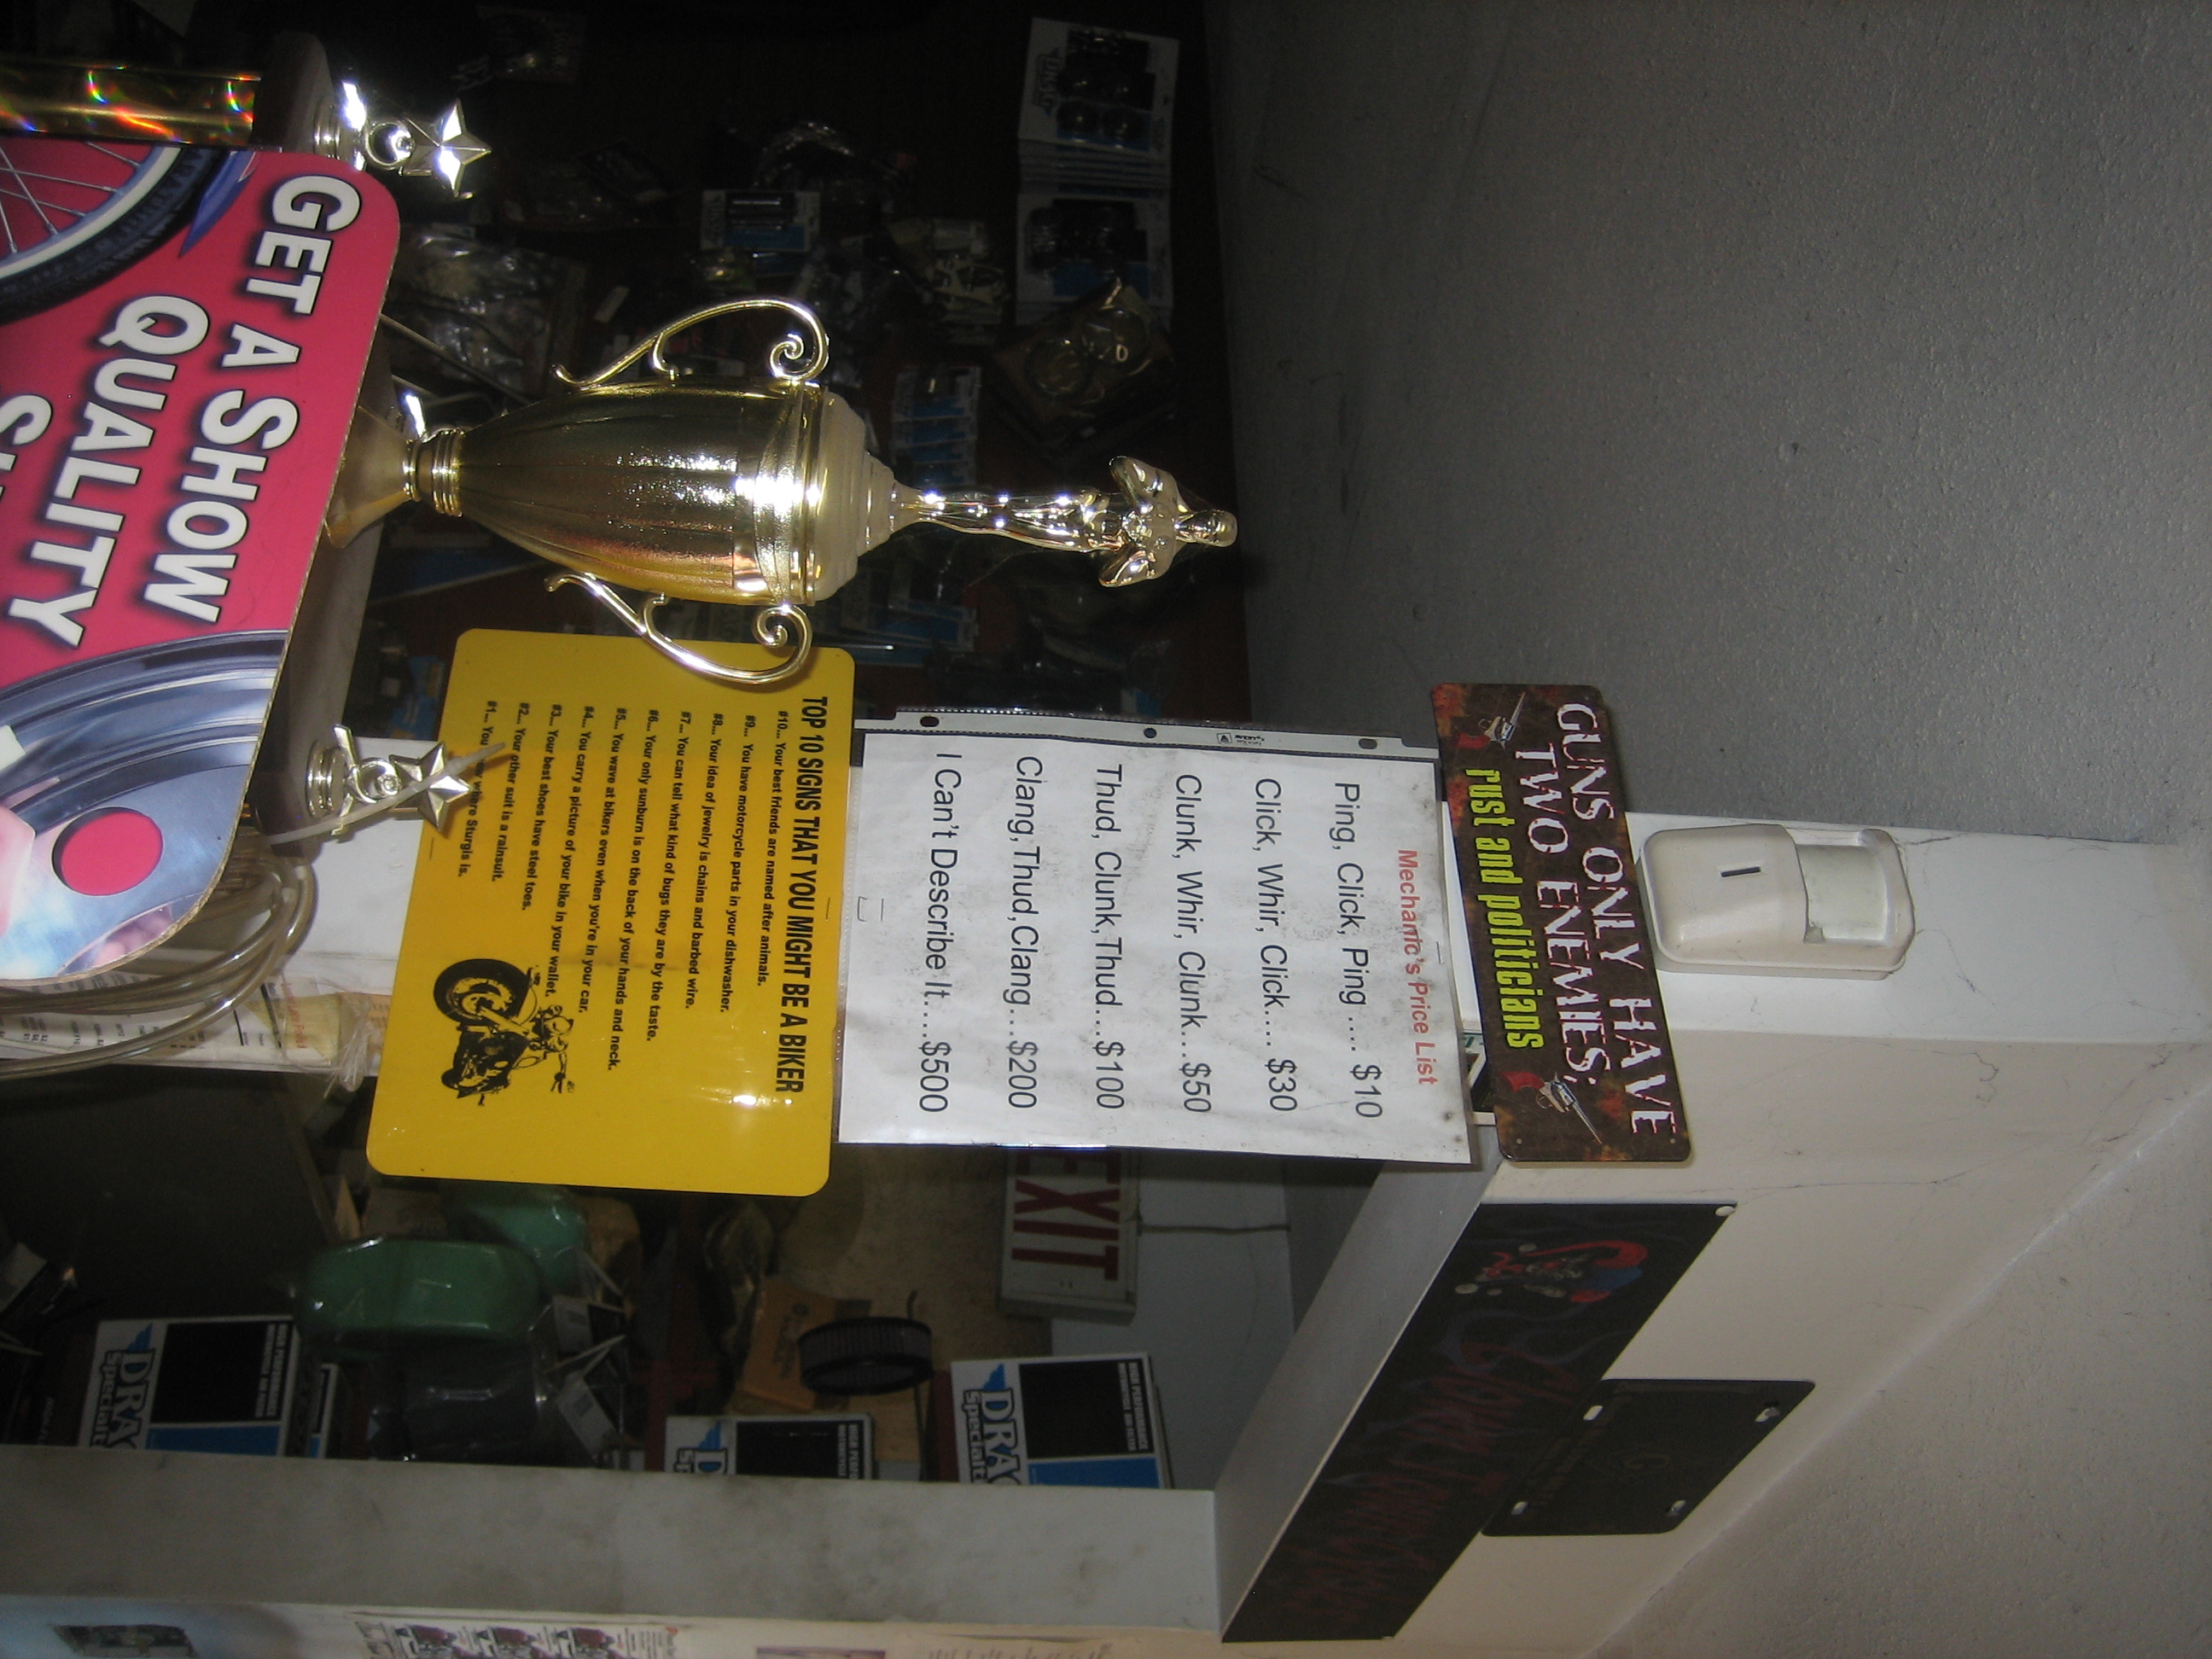 GUNS ONLY HAVE
TWO ENEMIES:
rust and politicians
Mechanic's Price List
Ping, Click, Ping .... $10
Click, Whir, Click.... $30
Clunk, Whir, Clunk...$50
Thud, Clunk,Thud...$100
Clang,Thud,Clang...$200
I Can't Describe It....$500
TOP 10 SIGNS THAT YOU MIGHT BE A BIKER
#10... Your best friends are named after animals.
#9... You have motorcycle parts in your dishwasher.
#8... Your idea of jewelry is chains and barbed wire.
#7... You can tell what kind of bugs they are by the taste.
#6... Your only sunburn is on the back of your hands and neck.
#5... You wave at bikers even when you're in your car.
#4... You carry a picture of your bike in your wallet.
#3... Your best shoes have steel toes.
#2... Your other suit is a rainsuit.
#1... You where Sturgis is.
GET A SHOW
QUALITY
EXIT
DRAG
Specialt
DRAG
Specialt